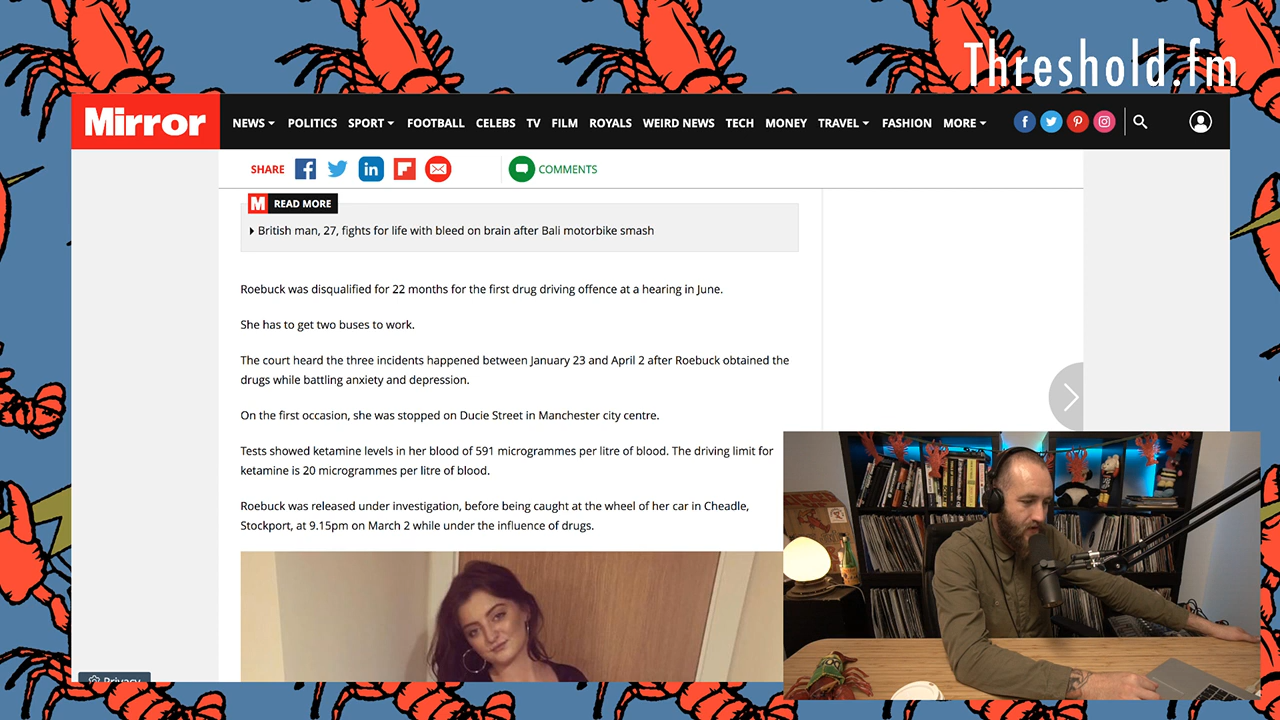 Threshold.fm
Mirror
NEWS POLITICS SPORT FOOTBALL CELEBS TV FILM ROYALS WEIRD NEWS TECH MONEY TRAVEL FASHION MORE
SHARE
COMMENTS
M READ MORE
British man, 27, fights for life with bleed on brain after Bali motorbike smash
Roebuck was disqualified for 22 months for the first drug driving offence at a hearing in June.
She has to get two buses to work.
The court heard the three incidents happened between January 23 and April 2 after Roebuck obtained the
drugs while battling anxiety and depression.
On the first occasion, she was stopped on Ducie Street in Manchester city centre.
Tests showed ketamine levels in her blood of 591 microgrammes per litre of blood. The driving limit for
ketamine is 20 microgrammes per litre of blood.
Roebuck was released under investigation, before being caught at the wheel of her car in Cheadle,
Stockport, at 9.15pm on March 2 while under the influence of drugs.
Privacy